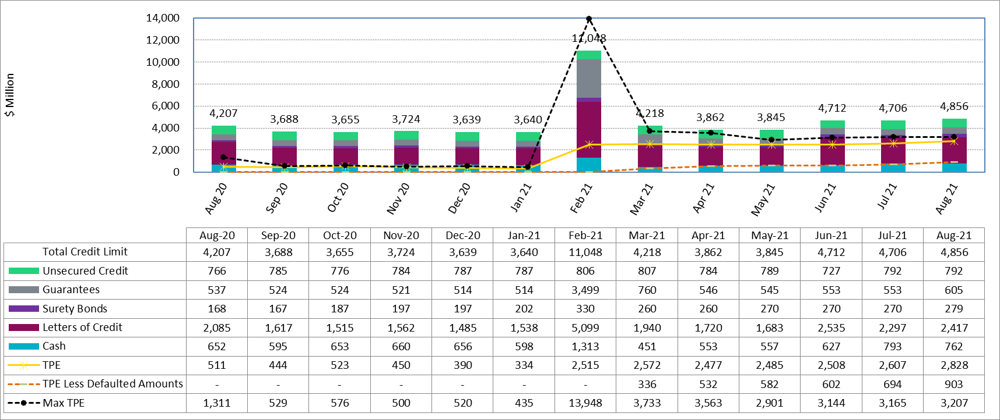 $ Million
14,000
12,000
10,000
8,000
6,000
4,000
2,000
0
4,207 3,688 3,655 3,724 3,639 3,640 11,048 4,218 3,862 3,845 4,712 4,706 4,856
Aug 20 Sep 20 Oct 20 Nov 20 Dec 20 Jan 21 Feb 21 Mar 21 Apr 21 May 21 Jun 21 Jul 21 Aug 21
Aug-20 Sep-20 Oct-20 Nov-20 Dec-20 Jan-21 Feb-21 Mar-21 Apr-21 May-21 Jun-21 Jul-21 Aug-21
Total Credit Limit 4,207 3,688 3,655 3,724 3,639 3,640 11,048 4,218 3,862 3,845 4,712 4,706 4,856
Unsecured Credit 766 785 776 784 787 787 806 807 784 789 727 792 792
Guarantees 537 524 524 521 514 514 3,499 760 546 545 553 553 605
Surety Bonds 168 167 187 197 197 202 330 260 260 270 270 270 279
Letters of Credit 2,085 1,617 1,515 1,562 1,485 1,538 5,099 1,940 1,720 1,683 2,535 2,297 2,417
Cash 652 595 653 660 656 598 1,313 451 553 557 627 793 762
TPE 511 444 523 450 390 334 2,515 2,572 2,477 2,485 2,508 2,607 2,828
TPE Less Defaulted Amounts - - - - - - - 336 532 582 602 694 903
Max TPE 1,311 529 576 500 520 435 13,948 3,733 3,563 2,901 3,144 3,165 3,207